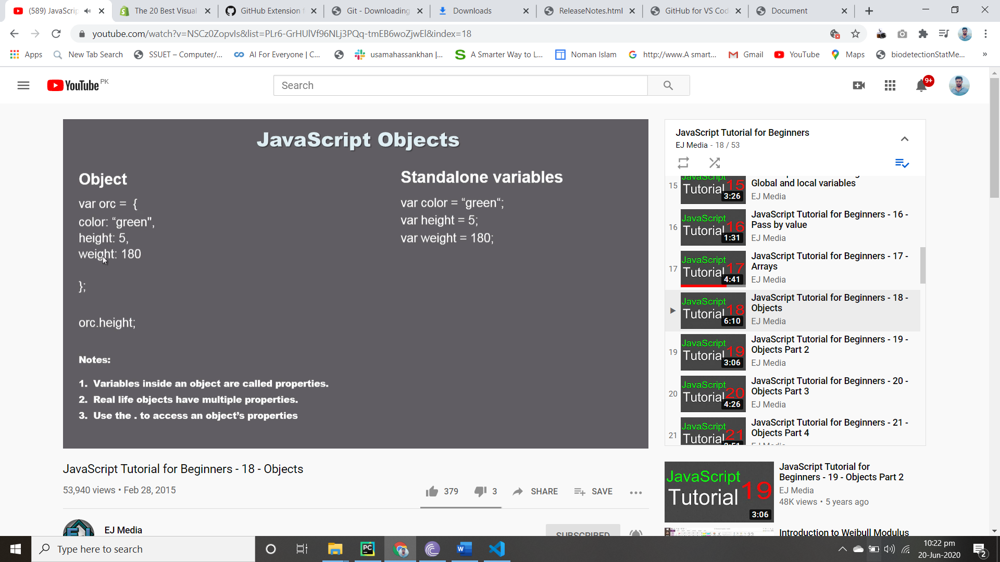 (589) JavaScrip
The 20 Best Visual
GitHub Extension f
Git - Downloading
Downloads
ReleaseNotes.html
GitHub for VS Cod
Document
youtube.com/watch?v=NSCz0ZopvIs&list=PLr6-GrHUlVf96NLj3PQq-tmEB6woZjwEl&index=18
Apps
New Tab Search
SSUET – Computer/...
AI For Everyone | C...
usamahassankhan |...
A Smarter Way to L...
Noman Islam
http://www.A smart...
Gmail
YouTube
Maps
biodetectionStatMe...
»
YouTube PK
Search
9+
JavaScript Objects
Object
var orc = {
color: “green",
height: 5,
weight: 180
};
orc.height;
Standalone variables
var color = “green“;
var height = 5;
var weight = 180;
Notes:
1. Variables inside an object are called properties.
2. Real life objects have multiple properties.
3. Use the . to access an object’s properties
JavaScript Tutorial for Beginners - 18 - Objects
53,940 views • Feb 28, 2015
379
3
SHARE
SAVE
EJ Media
SUBSCRIBED
JavaScript Tutorial for Beginners
EJ Media - 18 / 53
15
JavaScript
Tutorial 15
3:26
Global and local variables
EJ Media
16
JavaScript
Tutorial 16
1:31
JavaScript Tutorial for Beginners - 16 -
Pass by value
EJ Media
17
JavaScript
Tutorial 17
4:41
JavaScript Tutorial for Beginners - 17 -
Arrays
EJ Media
JavaScript
Tutorial 18
6:10
JavaScript Tutorial for Beginners - 18 -
Objects
EJ Media
19
JavaScript
Tutorial 19
3:06
JavaScript Tutorial for Beginners - 19 -
Objects Part 2
EJ Media
20
JavaScript
Tutorial 20
4:26
JavaScript Tutorial for Beginners - 20 -
Objects Part 3
EJ Media
21
JavaScript
Tutorial 21
JavaScript Tutorial for Beginners - 21 -
Objects Part 4
EJ Media
JavaScript
Tutorial 19
3:06
JavaScript Tutorial for
Beginners - 19 - Objects Part 2
EJ Media
48K views • 5 years ago
Introduction to Weibull Modulus
Type here to search
10:22 pm
20-Jun-2020
2